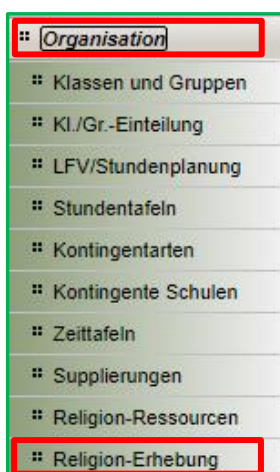 Organisation
Klassen und Gruppen
Kl./Gr.-Einteilung
LFV/Stundenplanung
Stundentafeln
Kontingentarten
Kontingente Schulen
Zeittafeln
Supplierungen
Religion-Ressourcen
Religion-Erhebung